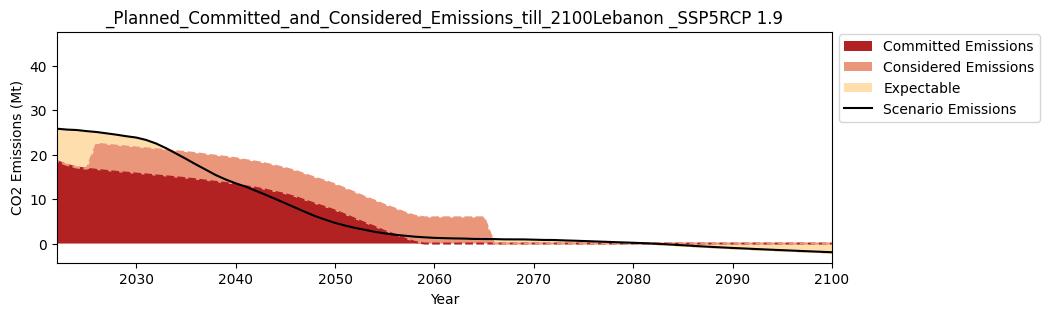 _Planned_Committed_and_Considered_Emissions_till_2100Lebanon _SSP5RCP 1.9
CO2 Emissions (Mt)
40
30
20
10
0
2030 2040 2050 2060 2070 2080 2090 2100
Year
Committed Emissions
Considered Emissions
Expectable
Scenario Emissions